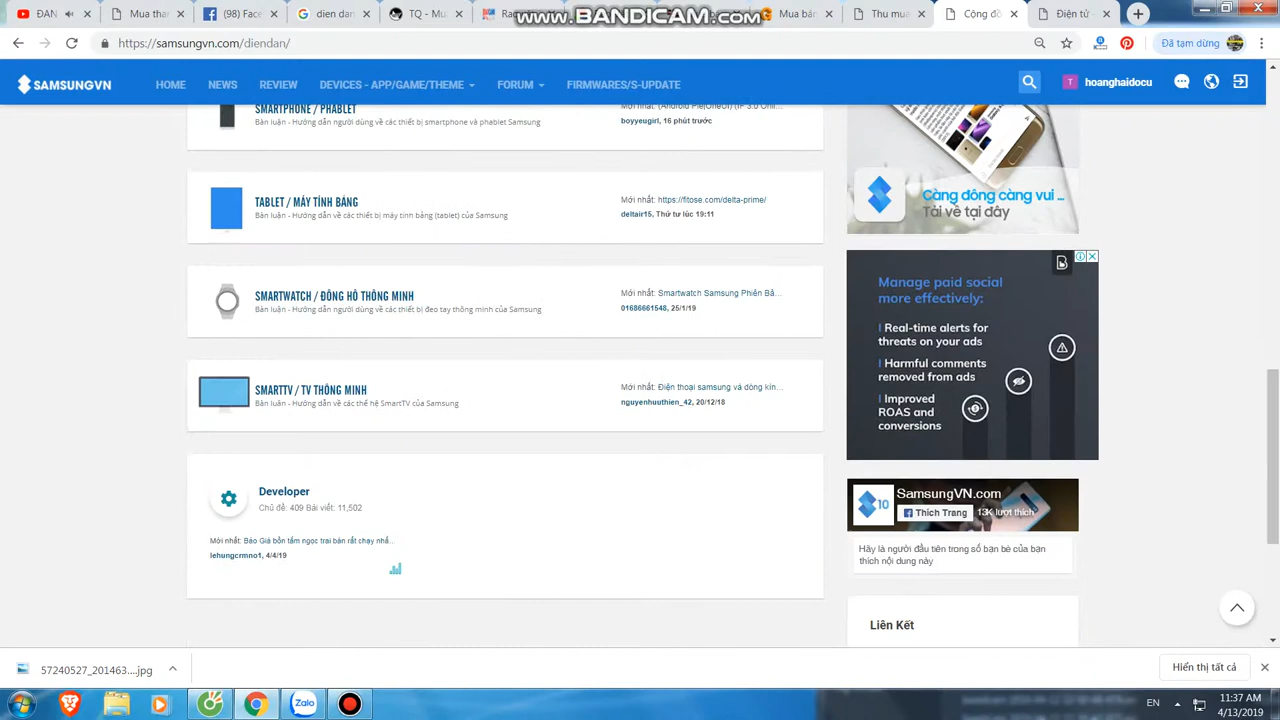 Mua than
(98) Face
dien dan
TQ - Mu
Ra
Mua bán
Thu mu
Cộng đồ
Điện tử
www.BANDICAM.com
https://samsungvn.com/diendan/
Đã tạm dừng
SAMSUNGVN
HOME
NEWS
REVIEW
DEVICES - APP/GAME/THEME
FORUM
FIRMWARES/S-UPDATE
T
hoanghaidocu
SMARTPHONE / PHABLET
Bàn luận - Hướng dẫn người dùng về các thiết bị smartphone và phablet Samsung
boyyeugirl, 16 phút trước
TABLET / MÁY TÍNH BẢNG
Bàn luận - Hướng dẫn về các thiết bị máy tính bảng (tablet) của Samsung
Mới nhất: https://fitose.com/delta-prime/
deltair15, Thứ tư lúc 19:11
SMARTWATCH / ĐỒNG HỒ THÔNG MINH
Bàn luận - Hướng dẫn người dùng về các thiết bị đeo tay thông minh của Samsung
Mới nhất: Smartwatch Samsung Phiên Bả...
01686661548, 25/1/19
SMARTTV / TV THÔNG MINH
Bàn luận - Hướng dẫn về các thế hệ SmartTV của Samsung
Mới nhất: Điện thoại samsung và dòng kín...
nguyenhuuthien_42, 20/12/18
Developer
Chủ đề: 409 Bài viết: 11,502
Mới nhất: Báo Giá bồn tắm ngọc trai bán rất chạy nhấ...
lehungcrmno1, 4/4/19
Càng đông càng vui ...
Tải về tại đây
Manage paid social
more effectively:
Real-time alerts for
threats on your ads
Harmful comments
removed from ads
Improved
ROAS and
conversions
10
SamsungVN.com
Thích Trang
13K lượt thích
Hãy là người đầu tiên trong số bạn bè của bạn
thích nội dung này
Liên Kết
57240527_201463....jpg
Hiển thị tất cả
Zalo
EN
11:37 AM
4/13/2019